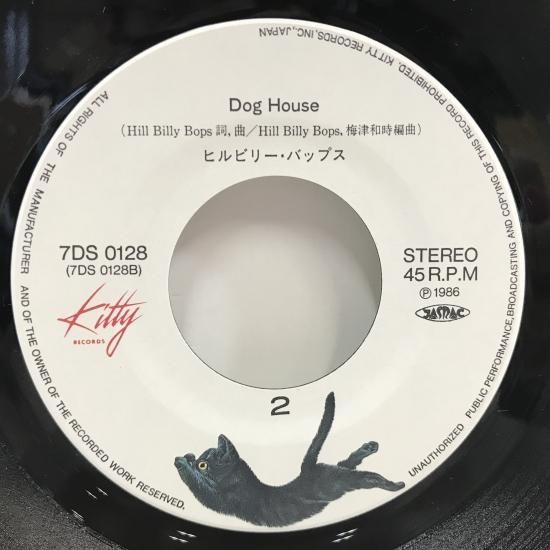 Dog House
(Hill Billy Bops 詞,曲/Hill Billy Bops, 梅津和時編曲)
ヒルビリー・バップス
7DS 0128
(7DS 0128B)
Kitty
RECORDS
STEREO
45 R.P.M
Ⓟ 1986
JASRAC
2
ALL RIGHTS OF THE MANUFACTURER AND OF THE OWNER OF THE RECORDED WORK RESERVED.
UNAUTHORIZED PUBLIC PERFORMANCE, BROADCASTING AND COPYING OF THIS RECORD PROHIBITED. KITTY RECORDS, INC., JAPAN